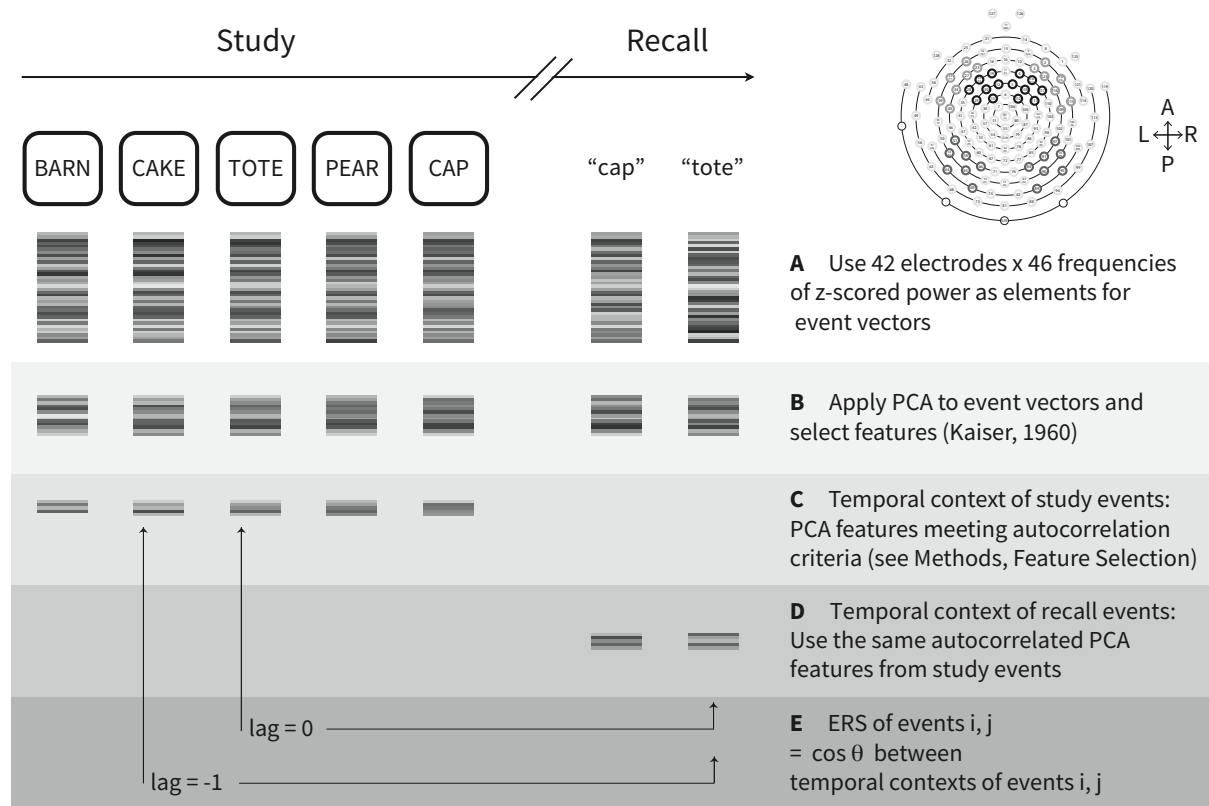 Study
Recall
BARN
CAKE
TOTE
PEAR
CAP
“cap”
“tote”
A
L
R
P
A Use 42 electrodes x 46 frequencies
of z-scored power as elements for
event vectors
B Apply PCA to event vectors and
select features (Kaiser, 1960)
C Temporal context of study events:
PCA features meeting autocorrelation
criteria (see Methods, Feature Selection)
D Temporal context of recall events:
Use the same autocorrelated PCA
features from study events
lag = 0
lag = -1
E ERS of events i, j
= cos θ between
temporal contexts of events i, j